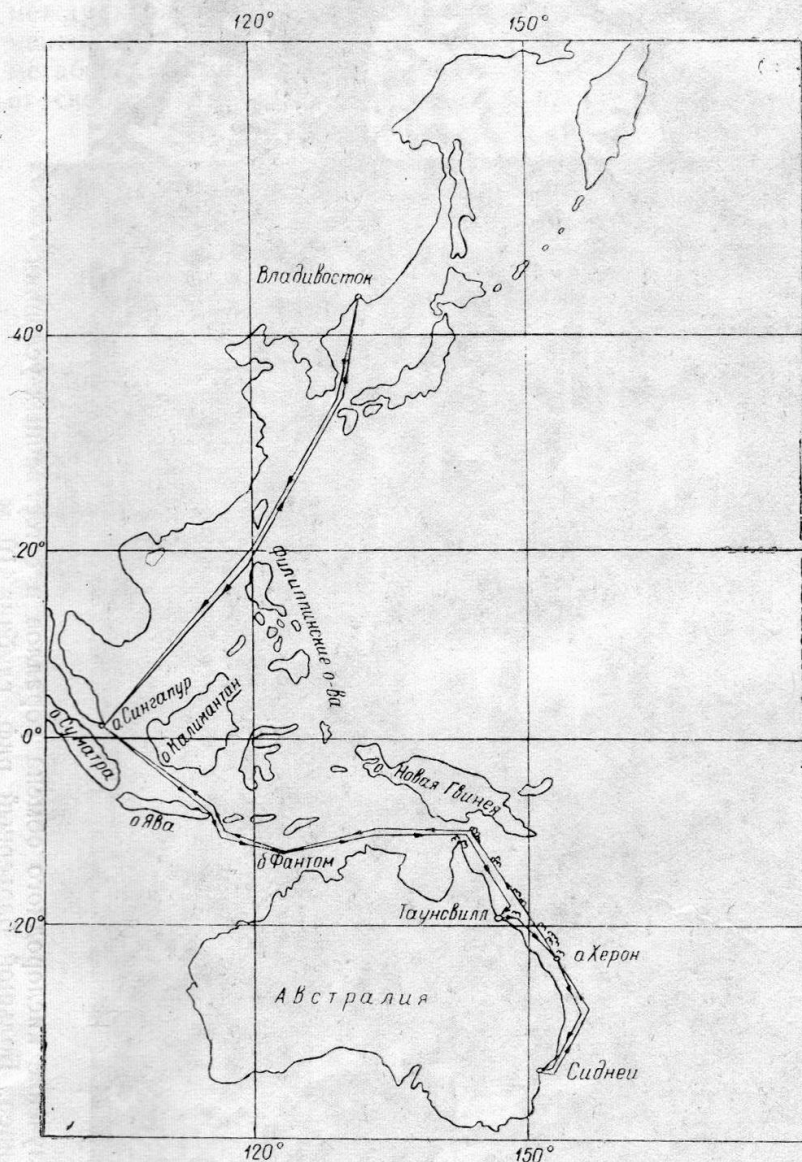 120° 150°
Владивосток
40°
20°
Филиппинские о-ва
о Сингапур
о Калимантан
о Суматра
0°
о Новая Гвинея
о Ява
б Фантом
Таунсвилл
20°
о Херон
Австралия
Сидней
120° 150°